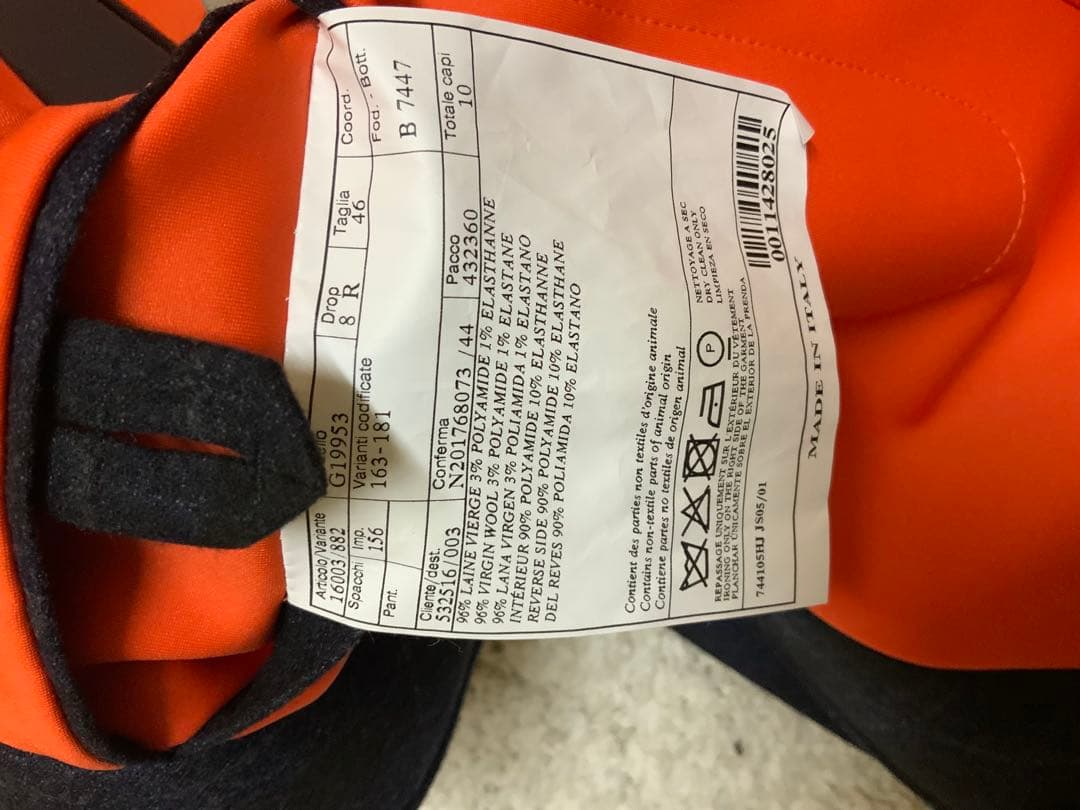 Articolo/Variante
16003/882
G19953
Drop
8 R
Taglia
46
Coord.
Spacchi
Imp.
156
Varianti codificate
163-181
Fod. - Bott.
B 7447
Pant.
Cliente/dest.
532516/003
Conferma
N201768073 /44
Pacco
432360
Totale capi
10
96% LAINE VIERGE 3% POLYAMIDE 1% ELASTHANNE
96% VIRGIN WOOL 3% POLYAMIDE 1% ELASTANE
96% LANA VIRGEN 3% POLIAMIDA 1% ELASTANO
INTÉRIEUR 90% POLYAMIDE 10% ELASTHANNE
REVERSE SIDE 90% POLYAMIDE 10% ELASTHANE
DEL REVES 90% POLIAMIDA 10% ELASTANO
Contient des parties non textiles d'origine animale
Contains non-textile parts of animal origin
Contiene partes no textiles de origen animal
P
NETTOYAGE A SEC
DRY CLEAN ONLY
LIMPIEZA EN SECO
REPASSAGE UNIQUEMENT SUR L'EXTÉRIEUR DU VÊTEMENT
IRONING ONLY ON THE RIGHT SIDE OF THE GARMENT
PLANCHAR ÚNICAMENTE SOBRE EL EXTERIOR DE LA PRENDA
744105HJ JS05/01
0011428025
MADE IN ITALY